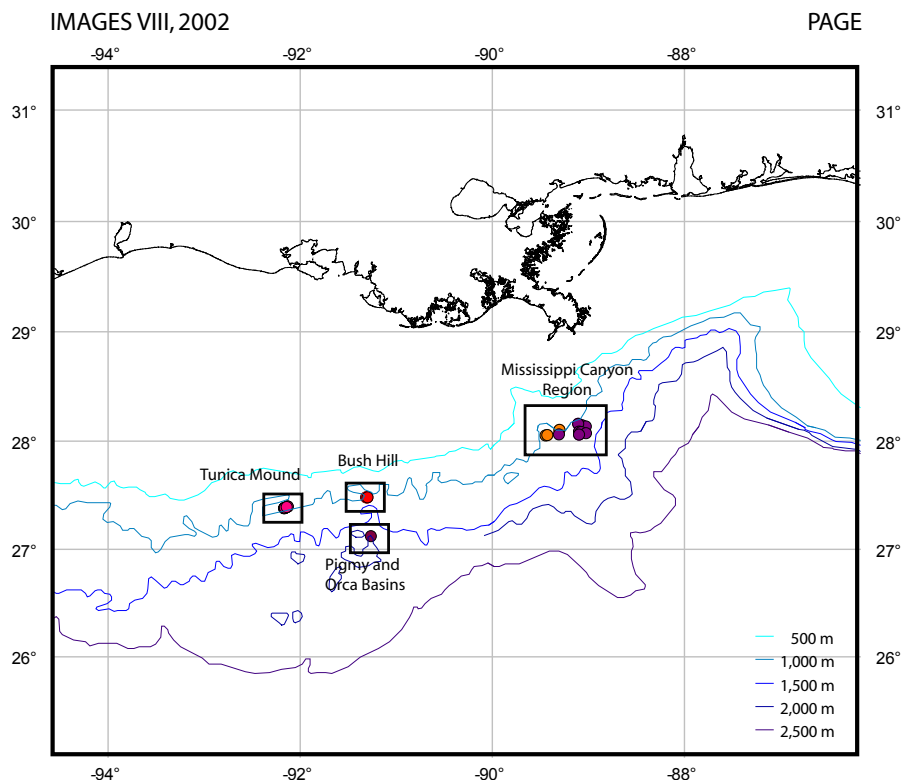 IMAGES VIII, 2002 PAGE
-94° -92° -90° -88°
31° 31°
30° 30°
29° 29°
Mississippi Canyon
Region
28° 28°
Bush Hill
Tunica Mound
27° 27°
Pigmy and
Orca Basins
500 m
26° 26°
1,000 m
1,500 m
2,000 m
2,500 m
-94° -92° -90° -88°